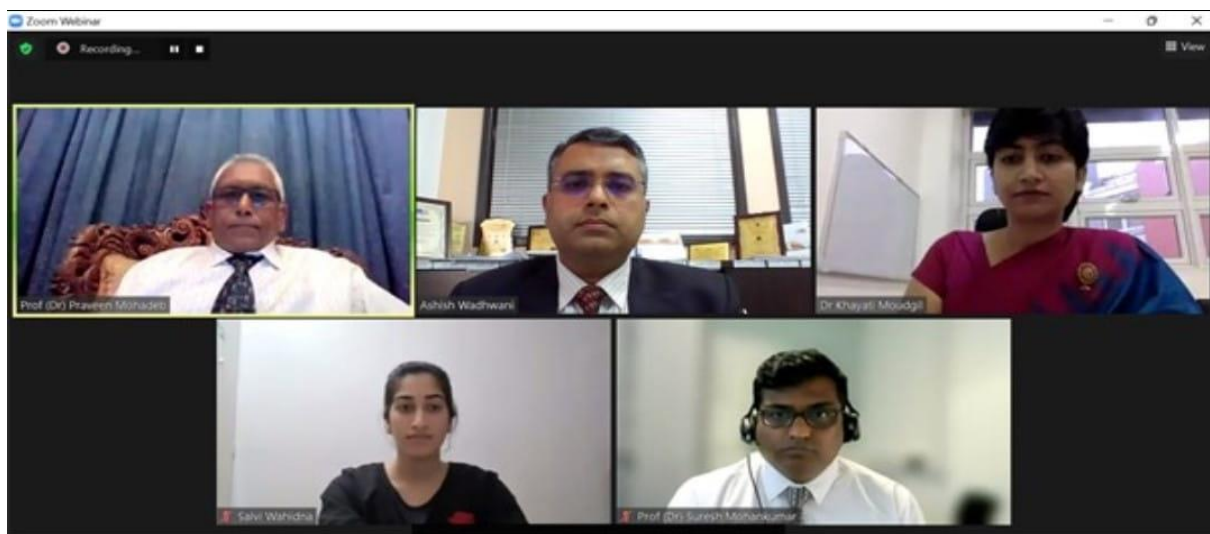 Zoom Webinar
Recording...
View
Prof (Dr) Praveen Mohadeb
Ashish Wadhwani
Dr Khayati Moudgil
Salvi Wahidna
Prof (Dr) Suresh Mohankumar